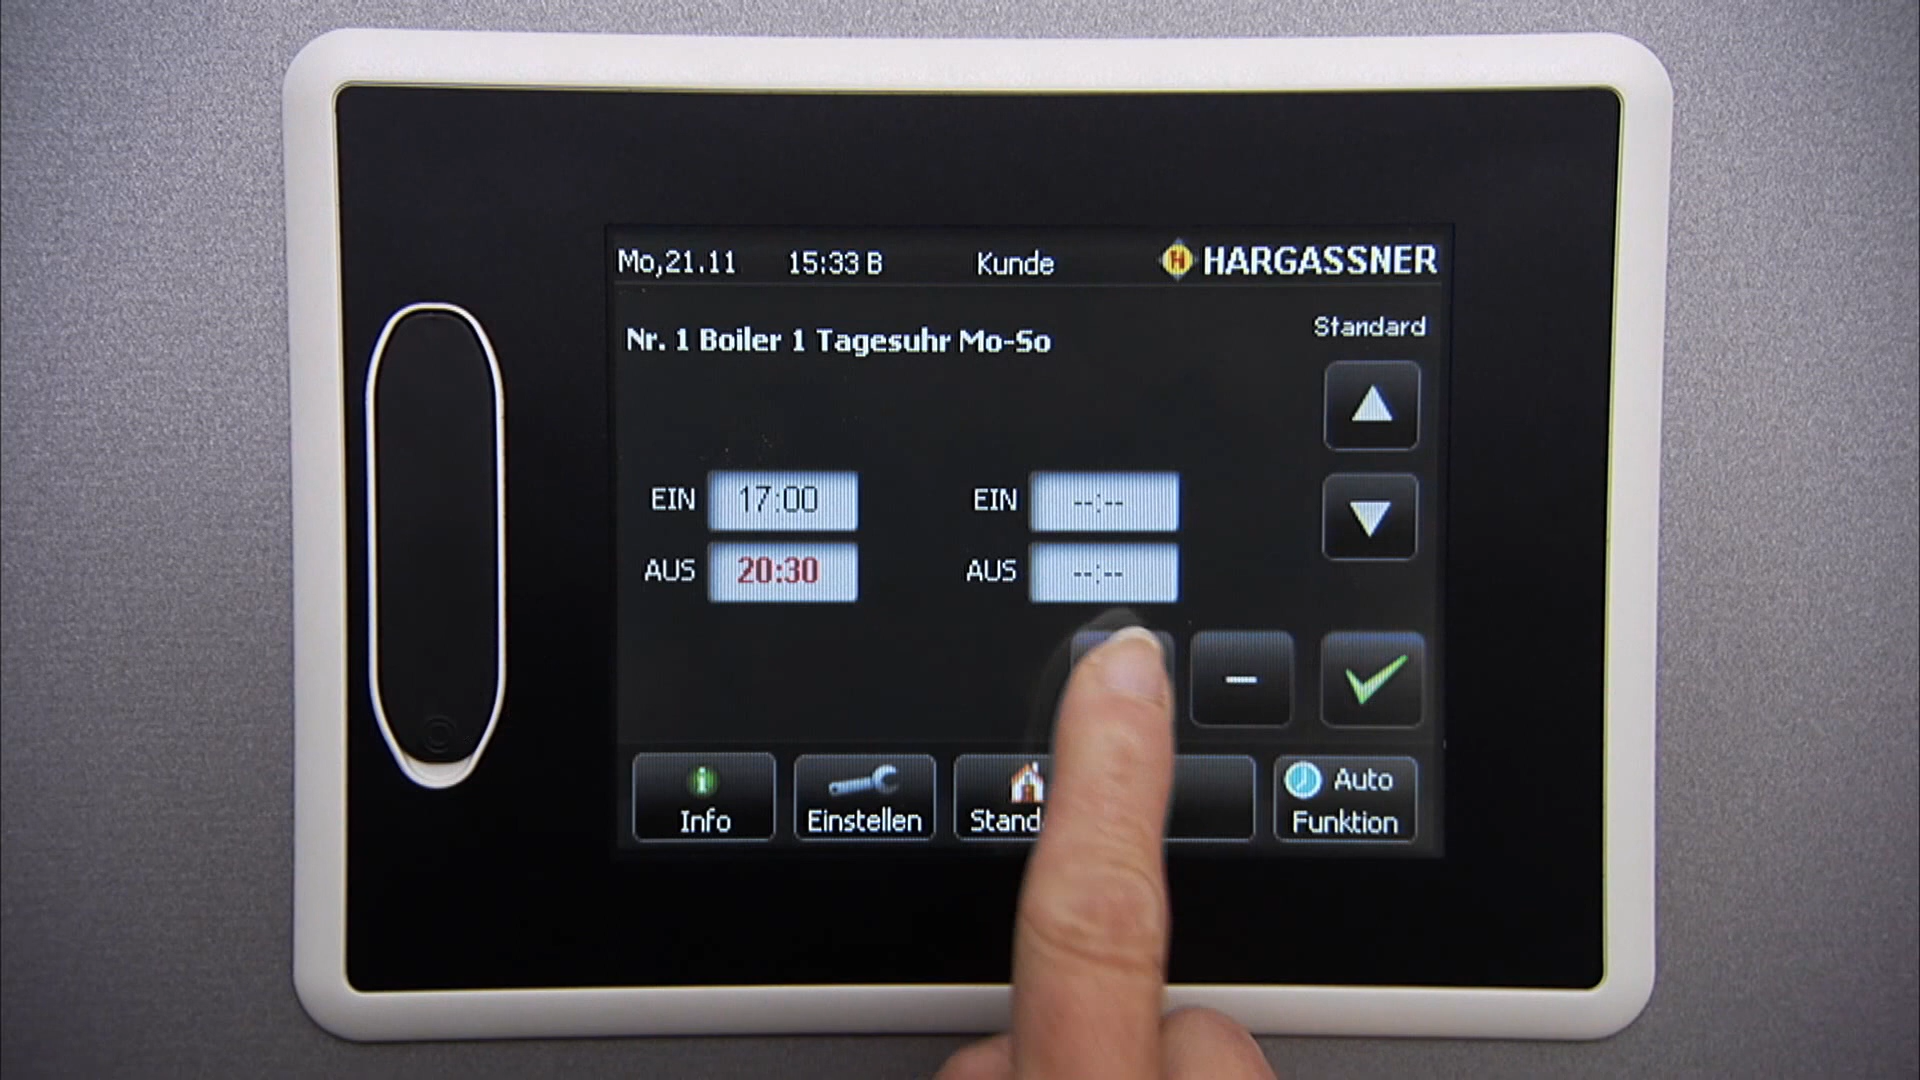 Mo,21.11 15:33 B Kunde H HARGASSNER
Nr. 1 Boiler 1 Tagesuhr Mo-So
Standard
EIN 17:00 EIN --:--
AUS 20:30 AUS --:--
Info
Einstellen
Auto
Funktion